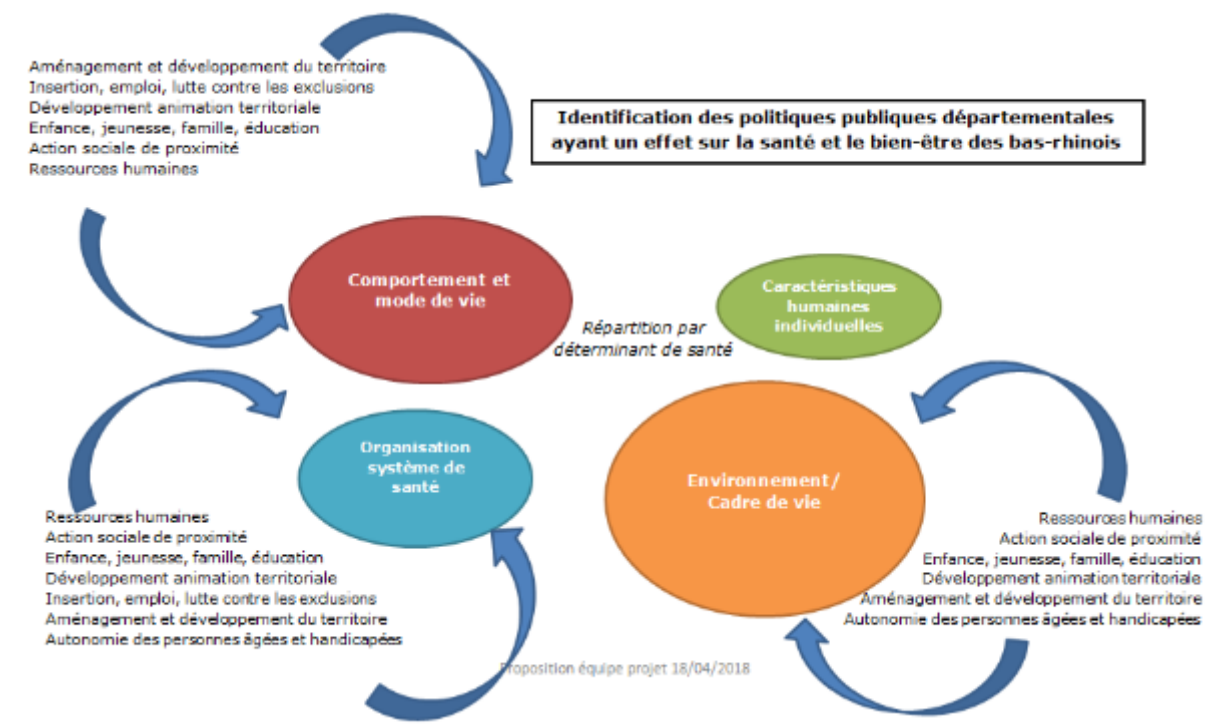 Aménagement et développement du territoire
Insertion, emploi, lutte contre les exclusions
Développement animation territoriale
Enfance, jeunesse, famille, éducation
Action sociale de proximité
Ressources humaines
Identification des politiques publiques départementales
ayant un effet sur la santé et le bien-être des bas-rhinois
Comportement et
mode de vie
Caractéristiques
humaines
individuelles
Répartition par
déterminant de santé
Organisation
système de
santé
Environnement/
Cadre de vie
Ressources humaines
Action sociale de proximité
Enfance, jeunesse, famille, éducation
Développement animation territoriale
Insertion, emploi, lutte contre les exclusions
Aménagement et développement du territoire
Autonomie des personnes âgées et handicapées
Ressources humaines
Action sociale de proximité
Enfance, jeunesse, famille, éducation
Développement animation territoriale
Aménagement et développement du territoire
Autonomie des personnes âgées et handicapées
Proposition équipe projet 18/04/2018